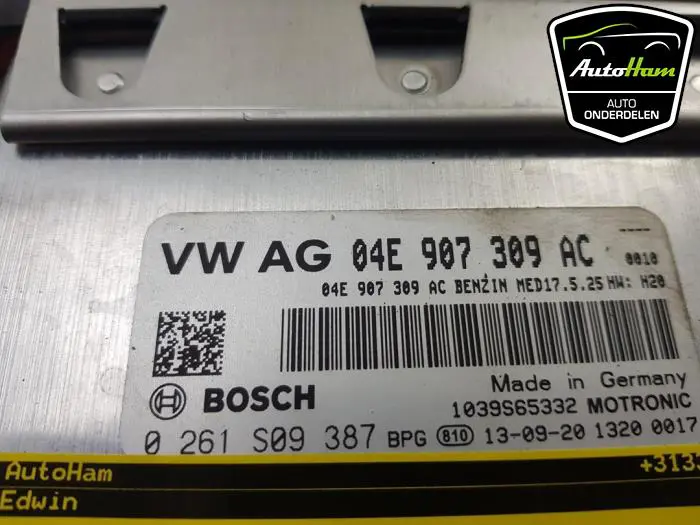 AutoHam
AUTO
ONDERDELEN
VW AG 04E 907 309 AC 0010
04E 907 309 AC BENZIN MED17.5.25 HW: H20
BOSCH
Made in Germany
1039S65332 MOTRONIC
0 261 S09 387 BPG 810 13-09-20 1320 0017
AutoHam
Edwin